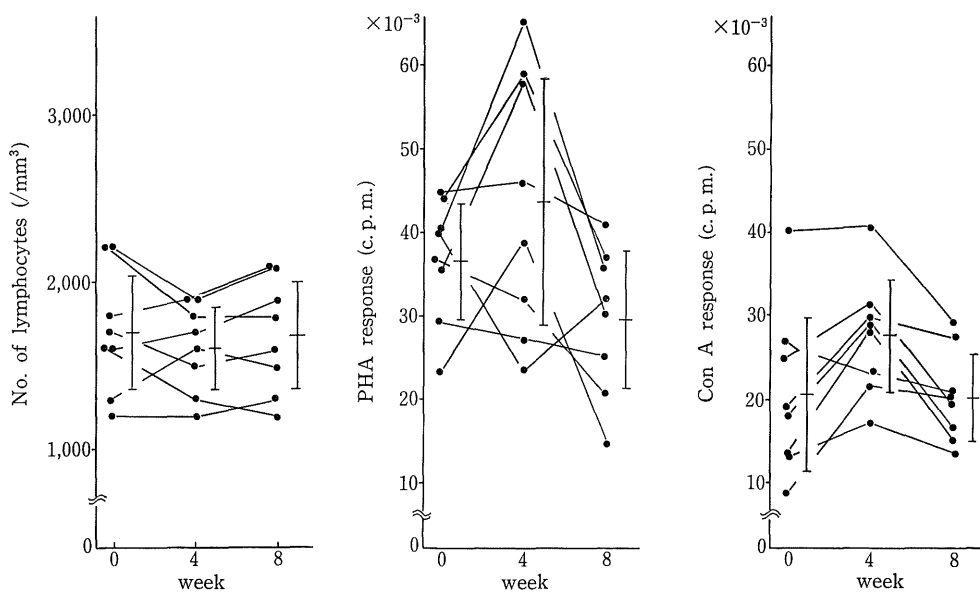 No. of lymphocytes (/mm³)
3,000
2,000
1,000
0
0 4 8
week
×10⁻³
PHA response (c. p. m.)
60
50
40
30
20
10
0
0 4 8
week
×10⁻³
Con A response (c. p. m.)
60
50
40
30
20
10
0
0 4 8
week